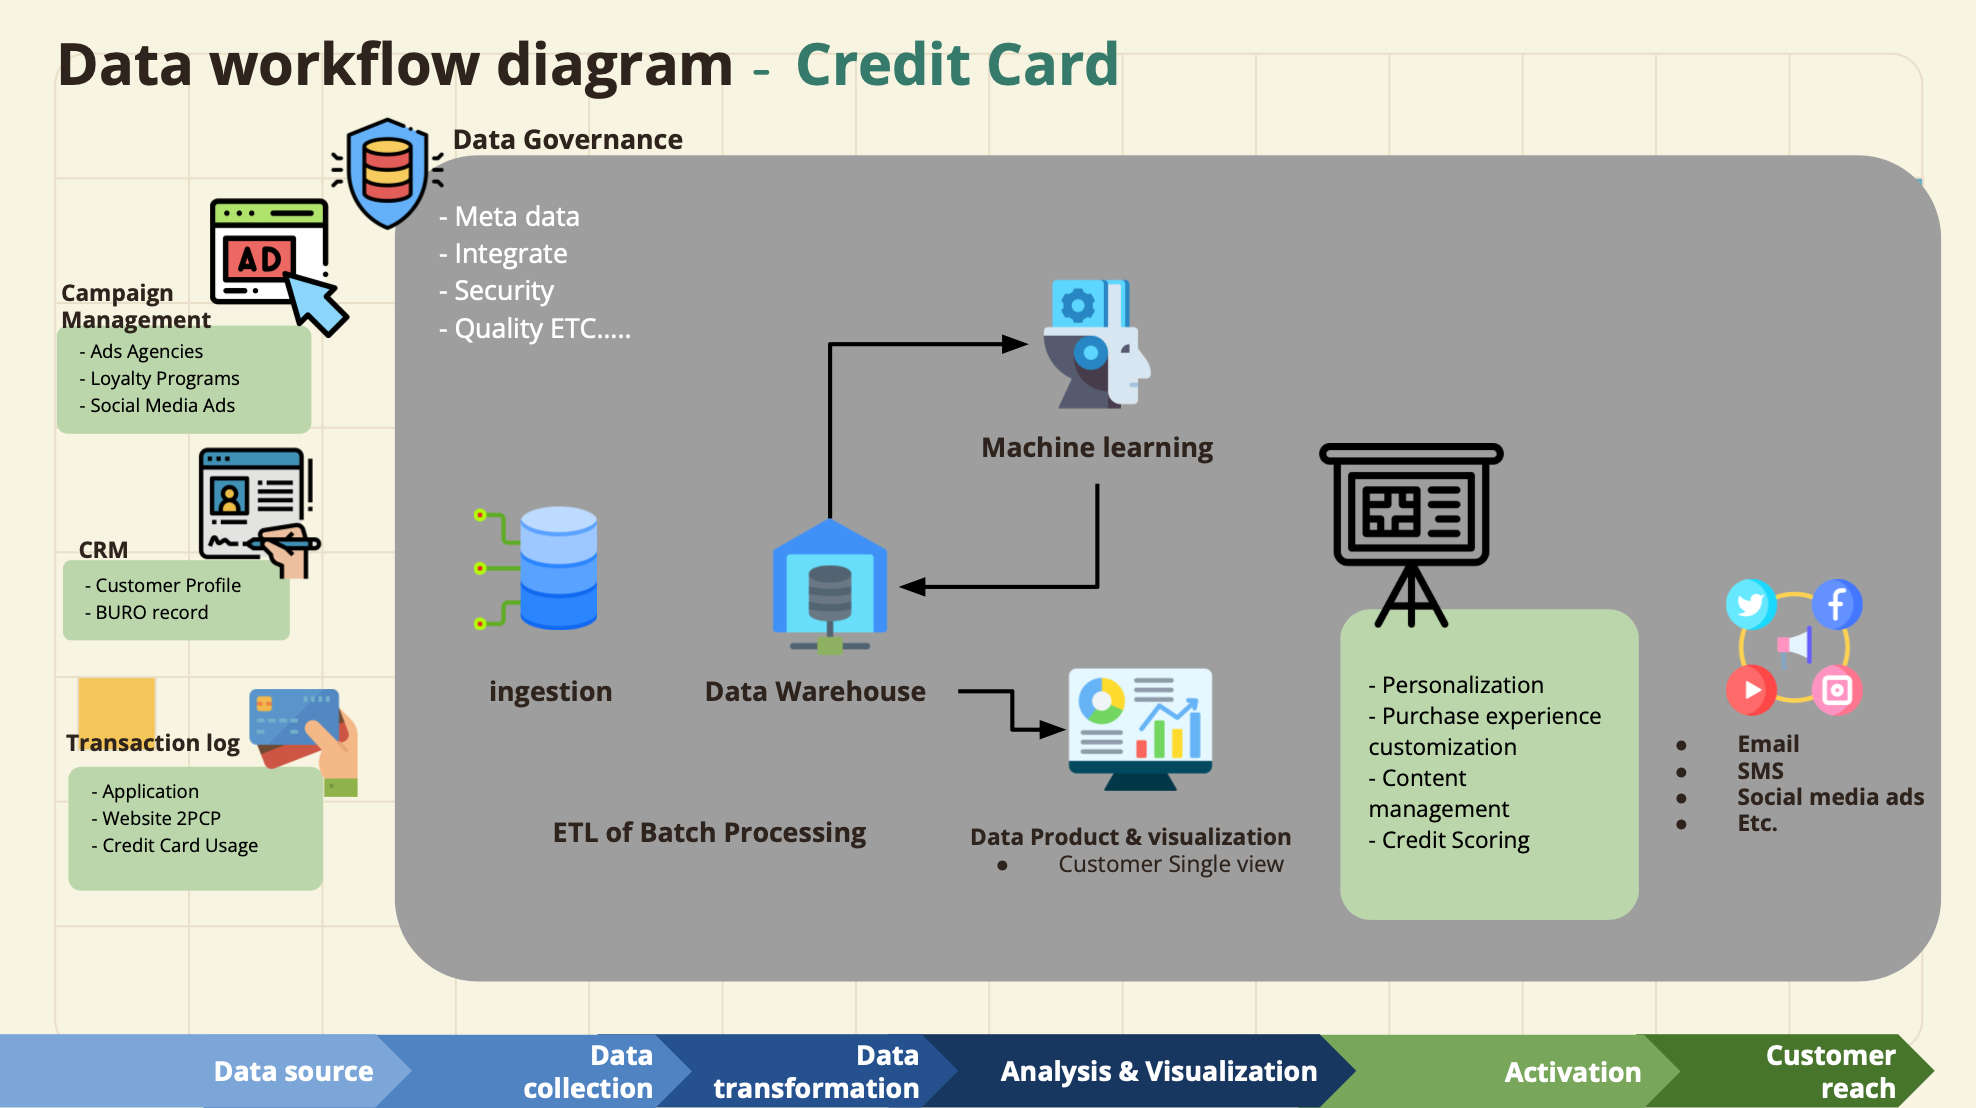 Data workflow diagram - Credit Card
Data Governance
- Meta data
- Integrate
- Security
- Quality ETC.....
AD
Campaign
Management
- Ads Agencies
- Loyalty Programs
- Social Media Ads
CRM
- Customer Profile
- BURO record
Transaction log
- Application
- Website 2PCP
- Credit Card Usage
ingestion
Data Warehouse
ETL of Batch Processing
Machine learning
Data Product & visualization
● Customer Single view
- Personalization
- Purchase experience
customization
- Content
management
- Credit Scoring
● Email
● SMS
● Social media ads
● Etc.
Data source
Data
collection
Data
transformation
Analysis & Visualization
Activation
Customer
reach